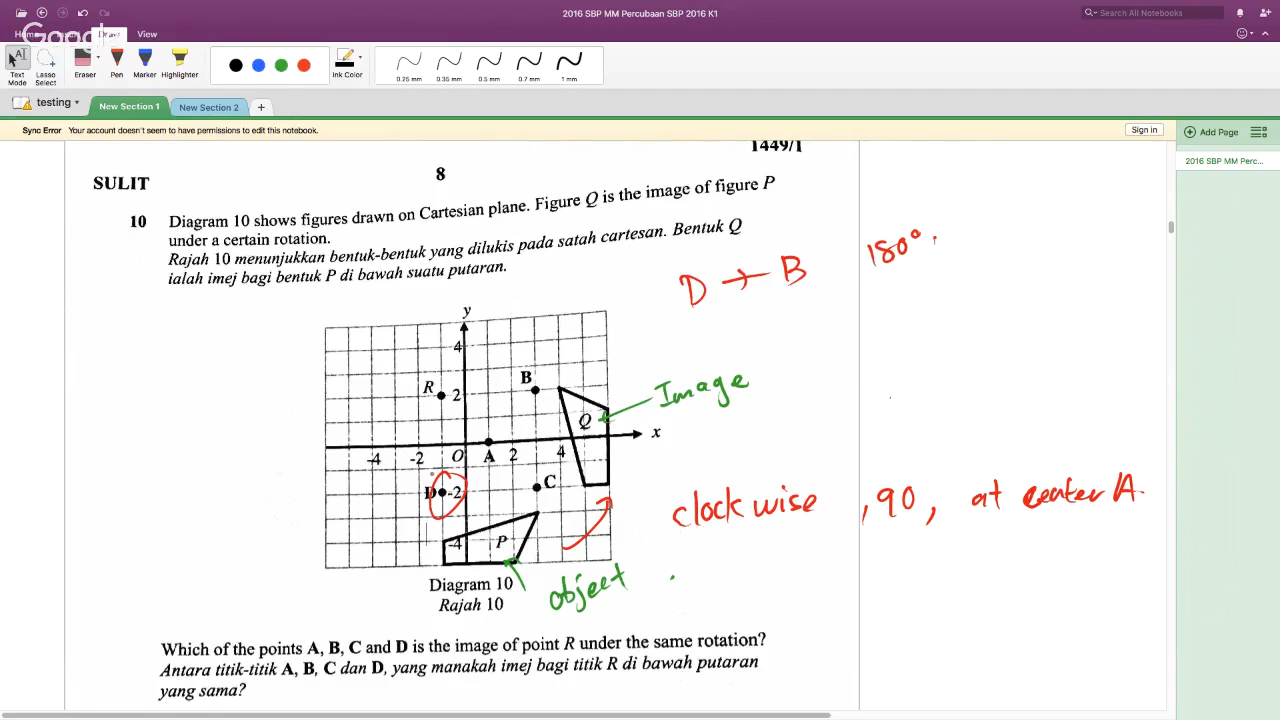 2016 SBP MM Percubaan SBP 2016 K1
Search All Notebooks
Google
Home Insert Draw View
Text Mode
Lasso Select
Eraser
Pen
Marker
Highlighter
Ink Color
0.25 mm
0.35 mm
0.5 mm
0.7 mm
1 mm
testing
New Section 1
New Section 2
+
Sync Error Your account doesn't seem to have permissions to edit this notebook.
Sign in
Add Page
2016 SBP MM Perc...
1449/1
SULIT
8
10 Diagram 10 shows figures drawn on Cartesian plane. Figure Q is the image of figure P
under a certain rotation.
Rajah 10 menunjukkan bentuk-bentuk yang dilukis pada satah cartesan. Bentuk Q
ialah imej bagi bentuk P di bawah suatu putaran.
D → B
180°.
y
4
R
2
B
Image
Q
x
-4
-2
O
A
2
4
D
-2
C
clockwise , 90, at center A.
-4
P
object
Diagram 10
Rajah 10
Which of the points A, B, C and D is the image of point R under the same rotation?
Antara titik-titik A, B, C dan D, yang manakah imej bagi titik R di bawah putaran
yang sama?